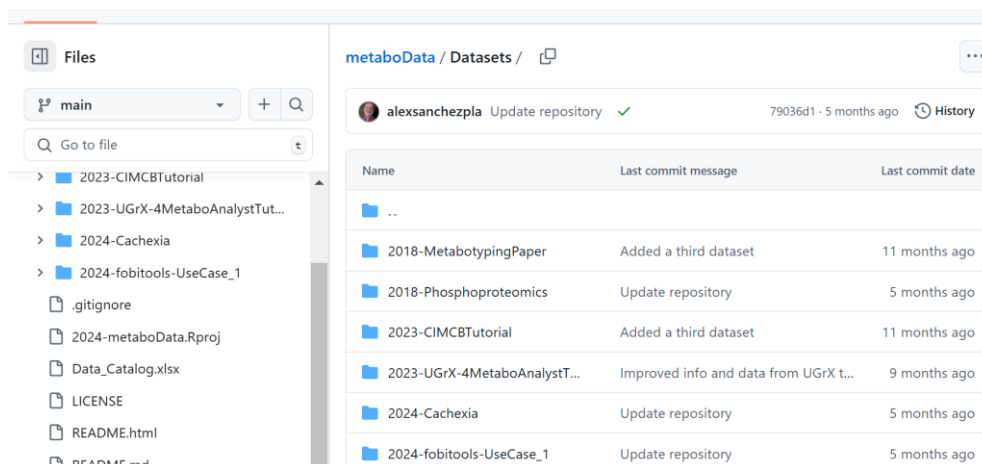 Files
main
Go to file
t
2023-CIMCBTutorial
2023-UGrX-4MetaboAnalystTut...
2024-Cachexia
2024-fobitools-UseCase_1
.gitignore
2024-metaboData.Rproj
Data_Catalog.xlsx
LICENSE
README.html
README.md
metaboData / Datasets /
alexsanchezpla Update repository 79036d1 · 5 months ago History
Name Last commit message Last commit date
..
2018-MetabotypingPaper Added a third dataset 11 months ago
2018-Phosphoproteomics Update repository 5 months ago
2023-CIMCBTutorial Added a third dataset 11 months ago
2023-UGrX-4MetaboAnalystT... Improved info and data from UGrX t... 9 months ago
2024-Cachexia Update repository 5 months ago
2024-fobitools-UseCase_1 Update repository 5 months ago